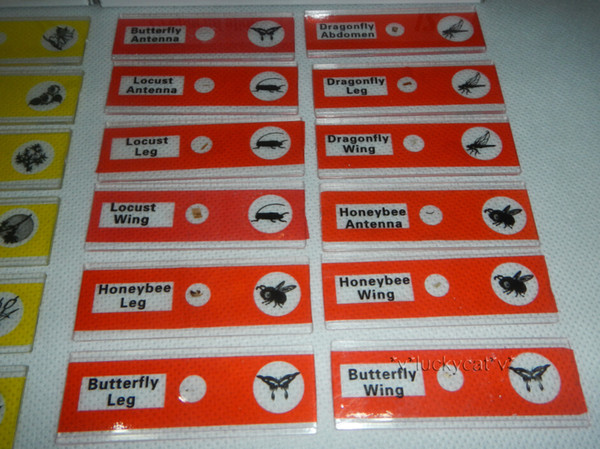 Butterfly
Antenna
Dragonfly
Abdomen
Locust
Antenna
Dragonfly
Leg
Locust
Leg
Dragonfly
Wing
Locust
Wing
Honeybee
Antenna
Honeybee
Leg
Honeybee
Wing
Butterfly
Leg
Butterfly
Wing
*v*luckycat*v*